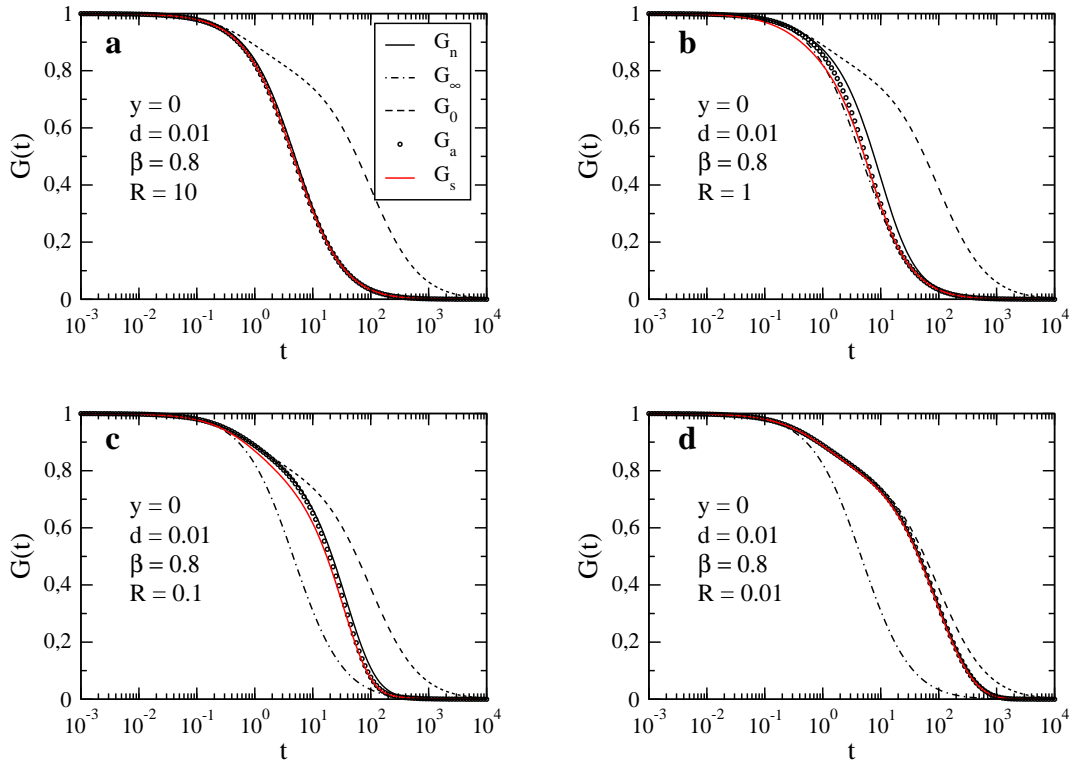 a
G_n
G_∞
G_0
G_a
G_s
y = 0
d = 0.01
β = 0.8
R = 10
G(t)
1
0,8
0,6
0,4
0,2
0
10^-3 10^-2 10^-1 10^0 10^1 10^2 10^3 10^4
t
b
y = 0
d = 0.01
β = 0.8
R = 1
G(t)
1
0,8
0,6
0,4
0,2
0
10^-3 10^-2 10^-1 10^0 10^1 10^2 10^3 10^4
t
c
y = 0
d = 0.01
β = 0.8
R = 0.1
G(t)
1
0,8
0,6
0,4
0,2
0
10^-3 10^-2 10^-1 10^0 10^1 10^2 10^3 10^4
t
d
y = 0
d = 0.01
β = 0.8
R = 0.01
G(t)
1
0,8
0,6
0,4
0,2
0
10^-3 10^-2 10^-1 10^0 10^1 10^2 10^3 10^4
t